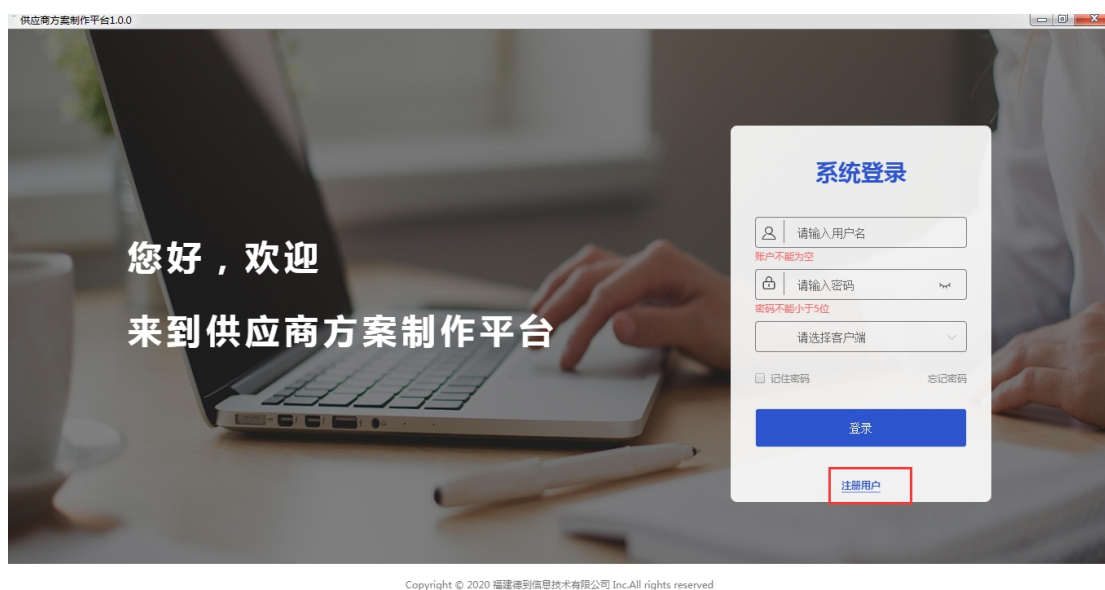 供应商方案制作平台1.0.0
您好，欢迎
来到供应商方案制作平台
系统登录
请输入用户名
账户不能为空
请输入密码
密码不能小于5位
请选择客户端
记住密码
忘记密码
登录
注册用户
Copyright © 2020 福建德到信息技术有限公司 Inc.All rights reserved